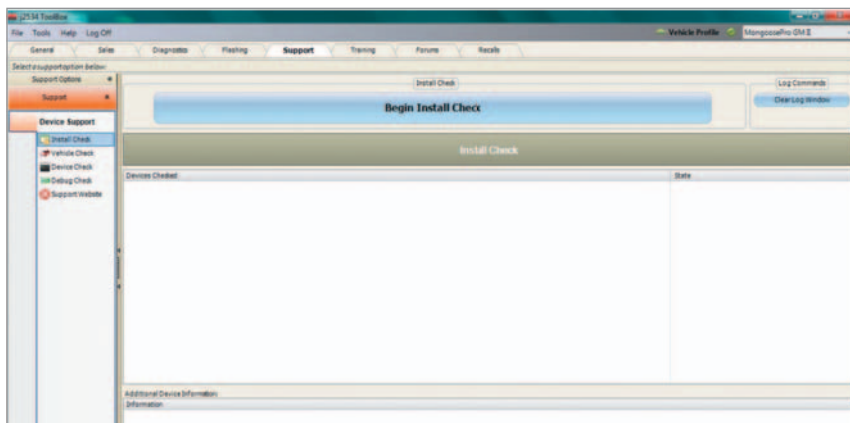 j2534 ToolBox
File Tools Help Log Off
Vehicle Profile MongoosePro GM II
General Sales Diagnostics Flashing Support Training Forums Recalls
Select a support option below:
Support Options
Support
Device Support
Install Check
Vehicle Check
Device Check
Debug Check
Support Website
Install Check
Begin Install Check
Log Commands
Clear Log Window
Install Check
Devices Checked State
Additional Device Information:
Information